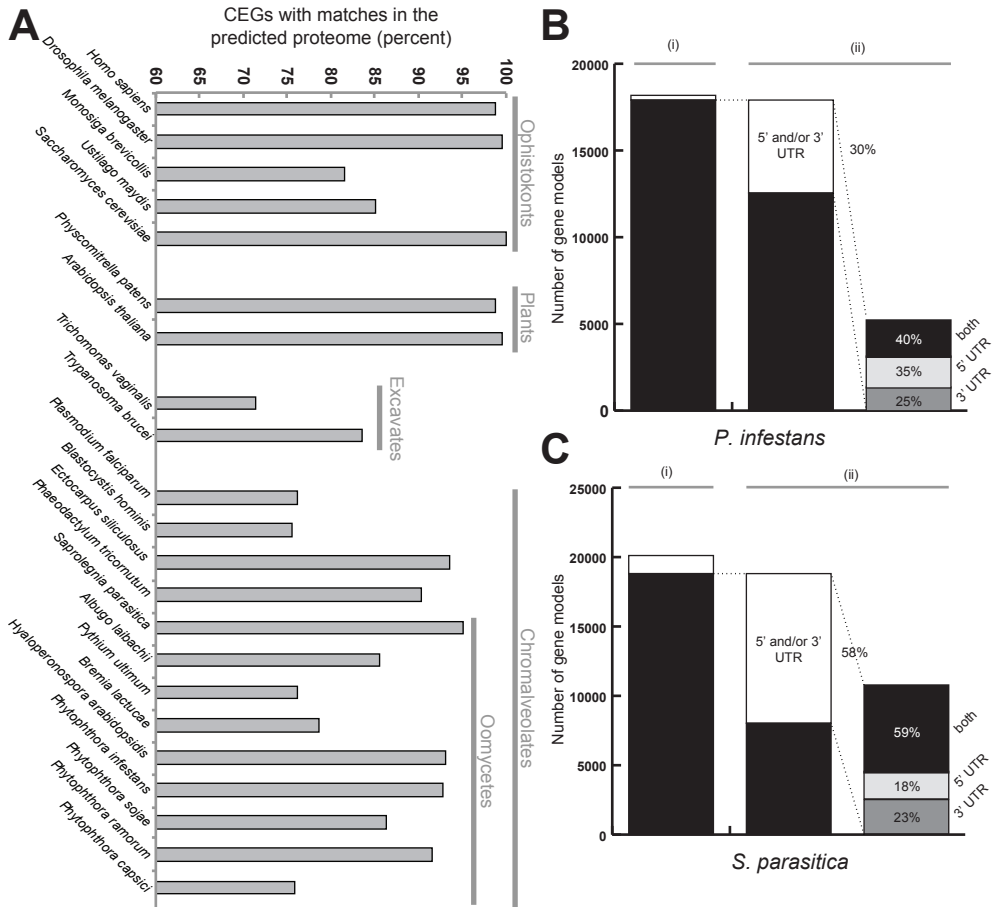 A
CEGs with matches in the
predicted proteome (percent)
60
65
70
75
80
85
90
95
100
Homo sapiens
Drosophila melanogaster
Monosiga brevicollis
Ustilago maydis
Saccharomyces cerevisiae
Physcomitrella patens
Arabidopsis thaliana
Trichomonas vaginalis
Trypanosoma brucei
Plasmodium falciparum
Blastocystis hominis
Ectocarpus siliculosus
Phaeodactylum tricornutum
Saprolegnia parasitica
Albugo laibachii
Pythium ultimum
Bremia lactucae
Hyaloperonospora arabidopsidis
Phytophthora infestans
Phytophthora sojae
Phytophthora ramorum
Phytophthora capsici
Ophistokonts
Plants
Excavates
Chromalveolates
Oomycetes
B
(i)
(ii)
Number of gene models
20000
15000
10000
5000
0
5' and/or 3'
UTR
30%
40%
35%
25%
both
5' UTR
3' UTR
P. infestans
C
(i)
(ii)
Number of gene models
25000
20000
15000
10000
5000
0
5' and/or 3'
UTR
58%
59%
18%
23%
both
5' UTR
3' UTR
S. parasitica